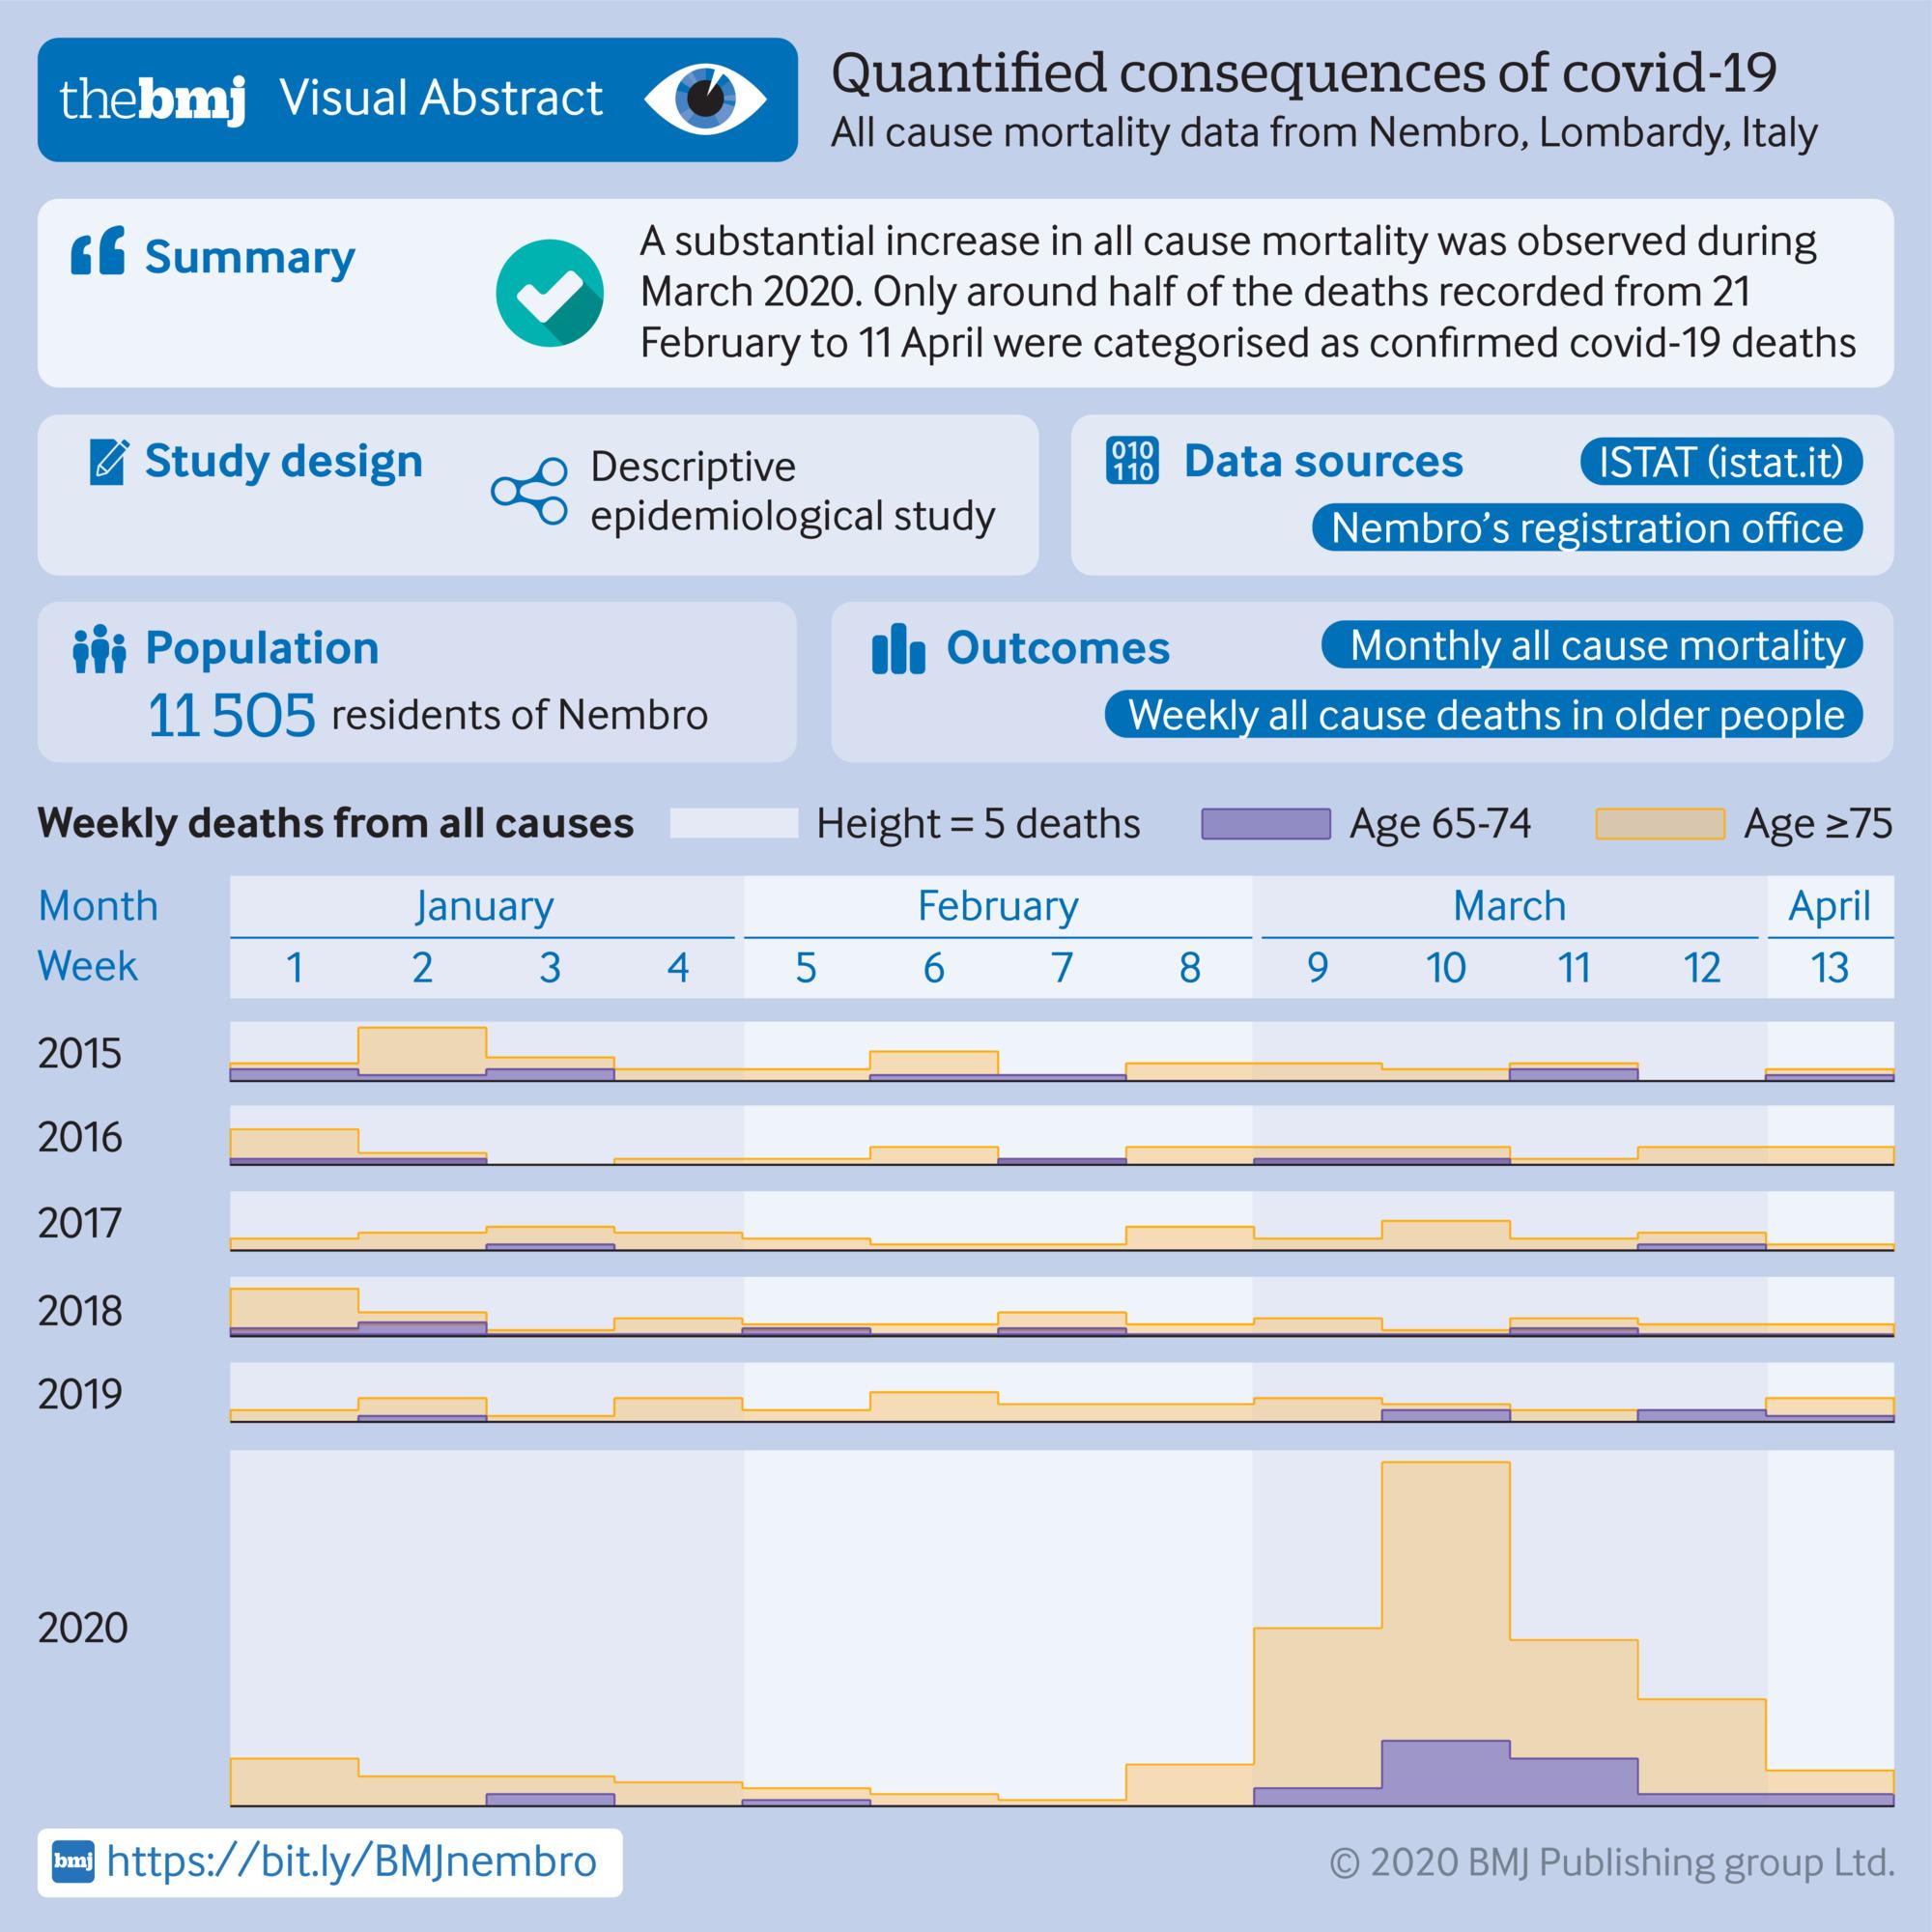 thebmj Visual Abstract
Quantified consequences of covid-19
All cause mortality data from Nembro, Lombardy, Italy
“ Summary
A substantial increase in all cause mortality was observed during
March 2020. Only around half of the deaths recorded from 21
February to 11 April were categorised as confirmed covid-19 deaths
Study design
Descriptive
epidemiological study
010
110
Data sources
ISTAT (istat.it)
Nembro’s registration office
Population
11 505 residents of Nembro
Outcomes
Monthly all cause mortality
Weekly all cause deaths in older people
Weekly deaths from all causes Height = 5 deaths Age 65-74 Age ≥75
Month January February March April
Week 1 2 3 4 5 6 7 8 9 10 11 12 13
2015
2016
2017
2018
2019
2020
bmj https://bit.ly/BMJnembro
© 2020 BMJ Publishing group Ltd.